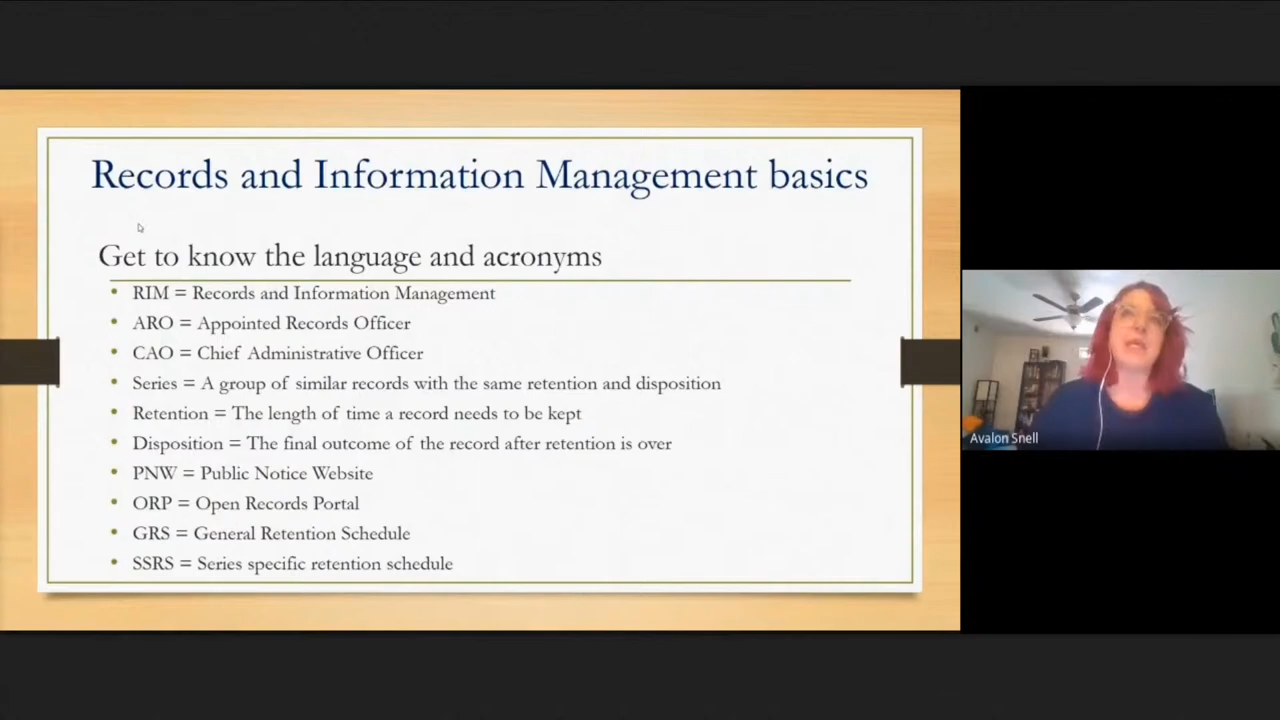 Records and Information Management basics
Get to know the language and acronyms
• RIM = Records and Information Management
• ARO = Appointed Records Officer
• CAO = Chief Administrative Officer
• Series = A group of similar records with the same retention and disposition
• Retention = The length of time a record needs to be kept
• Disposition = The final outcome of the record after retention is over
• PNW = Public Notice Website
• ORP = Open Records Portal
• GRS = General Retention Schedule
• SSRS = Series specific retention schedule
Avalon Snell